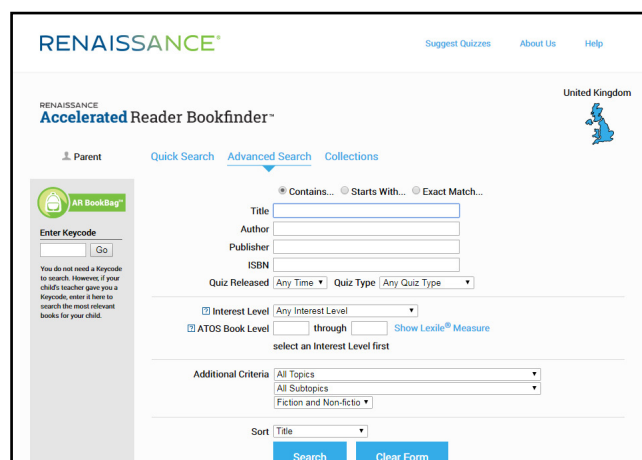 RENAISSANCE®
Suggest Quizzes About Us Help
United Kingdom
RENAISSANCE
Accelerated Reader Bookfinder™
Parent Quick Search Advanced Search Collections
AR BookBag™
Enter Keycode
Go
You do not need a Keycode
to search. However, if your
child's teacher gave you a
Keycode, enter it here to
search the most relevant
books for your child.
Contains... Starts With... Exact Match...
Title
Author
Publisher
ISBN
Quiz Released Any Time ▼ Quiz Type Any Quiz Type ▼
? Interest Level Any Interest Level ▼
? ATOS Book Level through Show Lexile® Measure
select an Interest Level first
Additional Criteria All Topics ▼
All Subtopics ▼
Fiction and Non-fictio ▼
Sort Title ▼
Search Clear Form